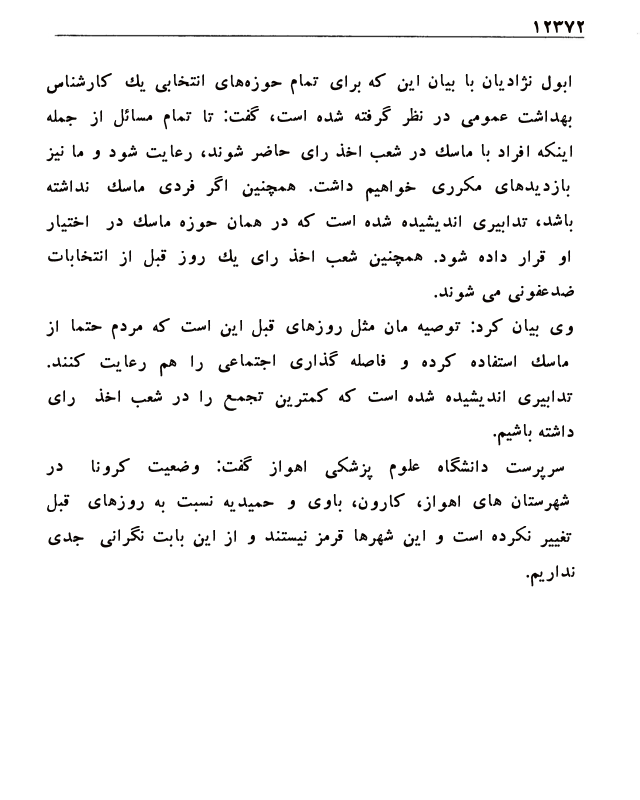 ۱۲۳۷۲
ابول نژادیان با بیان این که برای تمام حوزه‌های انتخابی یك کارشناس
بهداشت عمومی در نظر گرفته شده است، گفت: تا تمام مسائل از جمله
اینکه افراد با ماسك در شعب اخذ رای حاضر شوند، رعایت شود و ما نیز
بازدیدهای مکرری خواهیم داشت. همچنین اگر فردی ماسك نداشته
باشد، تدابیری اندیشیده شده است که در همان حوزه ماسك در اختیار
او قرار داده شود. همچنین شعب اخذ رای یك روز قبل از انتخابات
ضدعفونی می شوند.
وی بیان کرد: توصیه مان مثل روزهای قبل این است که مردم حتما از
ماسك استفاده کرده و فاصله گذاری اجتماعی را هم رعایت کنند.
تدابیری اندیشیده شده است که کمترین تجمع را در شعب اخذ رای
داشته باشیم.
سرپرست دانشگاه علوم پزشکی اهواز گفت: وضعیت کرونا در
شهرستان های اهواز، کارون، باوی و حمیدیه نسبت به روزهای قبل
تغییر نکرده است و این شهرها قرمز نیستند و از این بابت نگرانی جدی
نداریم.